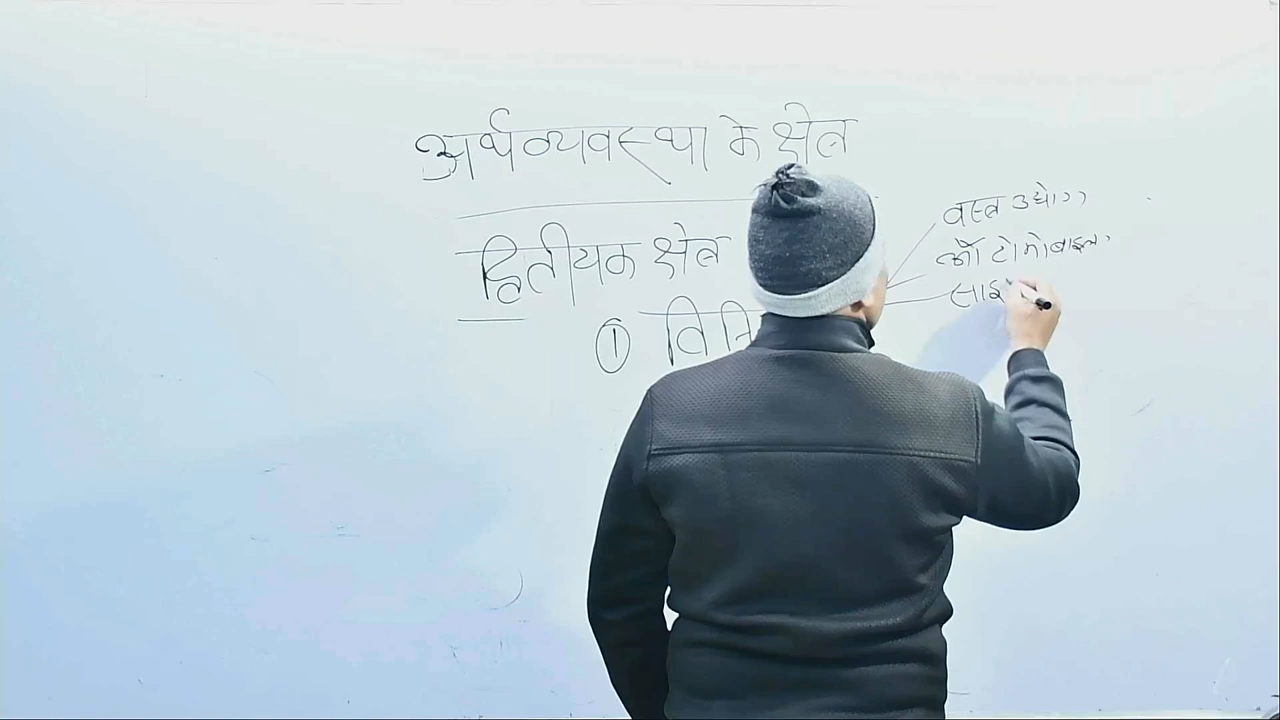 अर्थव्यवस्था के क्षेत्र
द्वितीयक क्षेत्र
① विनि
वस्त्र उद्योग
ऑटोमोबाइल
साइ